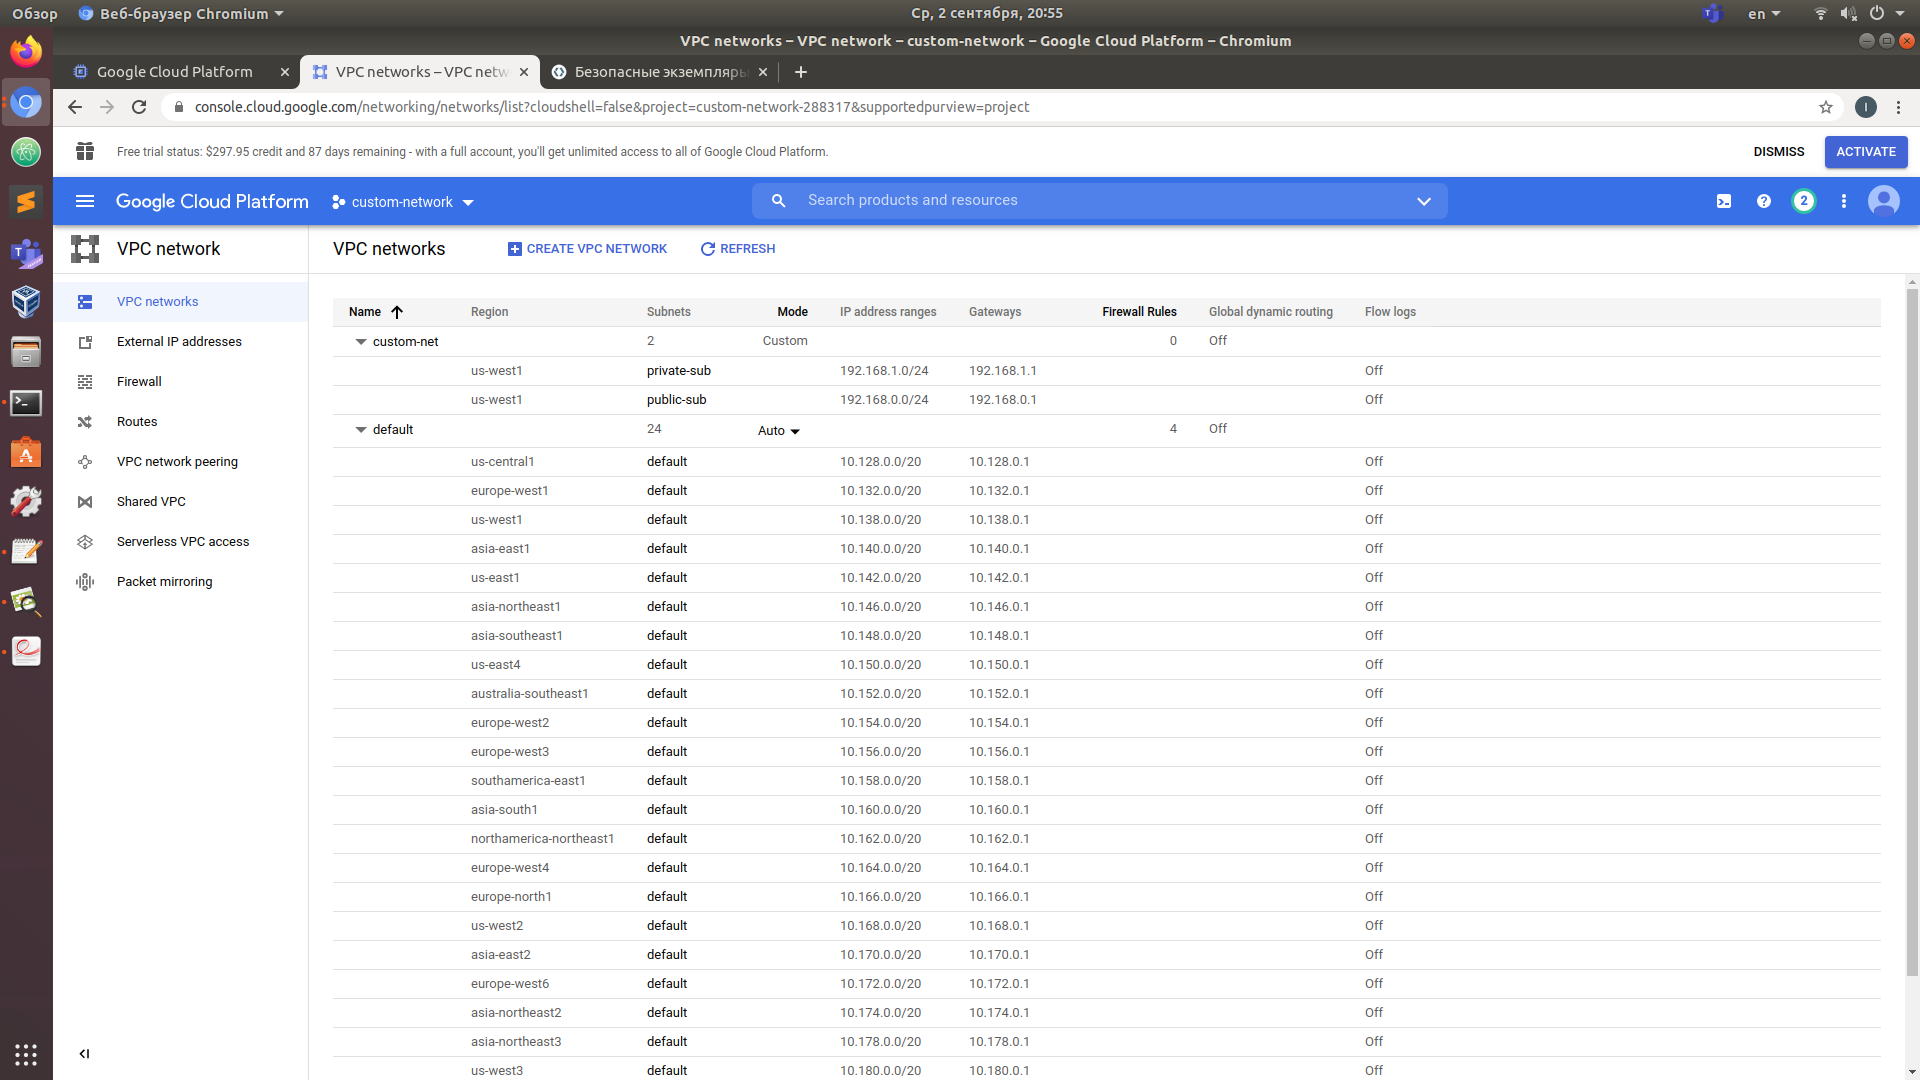 Обзор Веб-браузер Chromium Ср, 2 сентября, 20:55 en
VPC networks – VPC network – custom-network – Google Cloud Platform – Chromium
Google Cloud Platform VPC networks – VPC netw Безопасные экземпляры
console.cloud.google.com/networking/networks/list?cloudshell=false&project=custom-network-288317&supportedpurview=project I
Free trial status: $297.95 credit and 87 days remaining - with a full account, you'll get unlimited access to all of Google Cloud Platform. DISMISS ACTIVATE
Google Cloud Platform custom-network Search products and resources 2
VPC network
VPC networks
External IP addresses
Firewall
Routes
VPC network peering
Shared VPC
Serverless VPC access
Packet mirroring
VPC networks CREATE VPC NETWORK REFRESH
Name Region Subnets Mode IP address ranges Gateways Firewall Rules Global dynamic routing Flow logs
custom-net 2 Custom 0 Off
us-west1 private-sub 192.168.1.0/24 192.168.1.1 Off
us-west1 public-sub 192.168.0.0/24 192.168.0.1 Off
default 24 Auto 4 Off
us-central1 default 10.128.0.0/20 10.128.0.1 Off
europe-west1 default 10.132.0.0/20 10.132.0.1 Off
us-west1 default 10.138.0.0/20 10.138.0.1 Off
asia-east1 default 10.140.0.0/20 10.140.0.1 Off
us-east1 default 10.142.0.0/20 10.142.0.1 Off
asia-northeast1 default 10.146.0.0/20 10.146.0.1 Off
asia-southeast1 default 10.148.0.0/20 10.148.0.1 Off
us-east4 default 10.150.0.0/20 10.150.0.1 Off
australia-southeast1 default 10.152.0.0/20 10.152.0.1 Off
europe-west2 default 10.154.0.0/20 10.154.0.1 Off
europe-west3 default 10.156.0.0/20 10.156.0.1 Off
southamerica-east1 default 10.158.0.0/20 10.158.0.1 Off
asia-south1 default 10.160.0.0/20 10.160.0.1 Off
northamerica-northeast1 default 10.162.0.0/20 10.162.0.1 Off
europe-west4 default 10.164.0.0/20 10.164.0.1 Off
europe-north1 default 10.166.0.0/20 10.166.0.1 Off
us-west2 default 10.168.0.0/20 10.168.0.1 Off
asia-east2 default 10.170.0.0/20 10.170.0.1 Off
europe-west6 default 10.172.0.0/20 10.172.0.1 Off
asia-northeast2 default 10.174.0.0/20 10.174.0.1 Off
asia-northeast3 default 10.178.0.0/20 10.178.0.1 Off
us-west3 default 10.180.0.0/20 10.180.0.1 Off